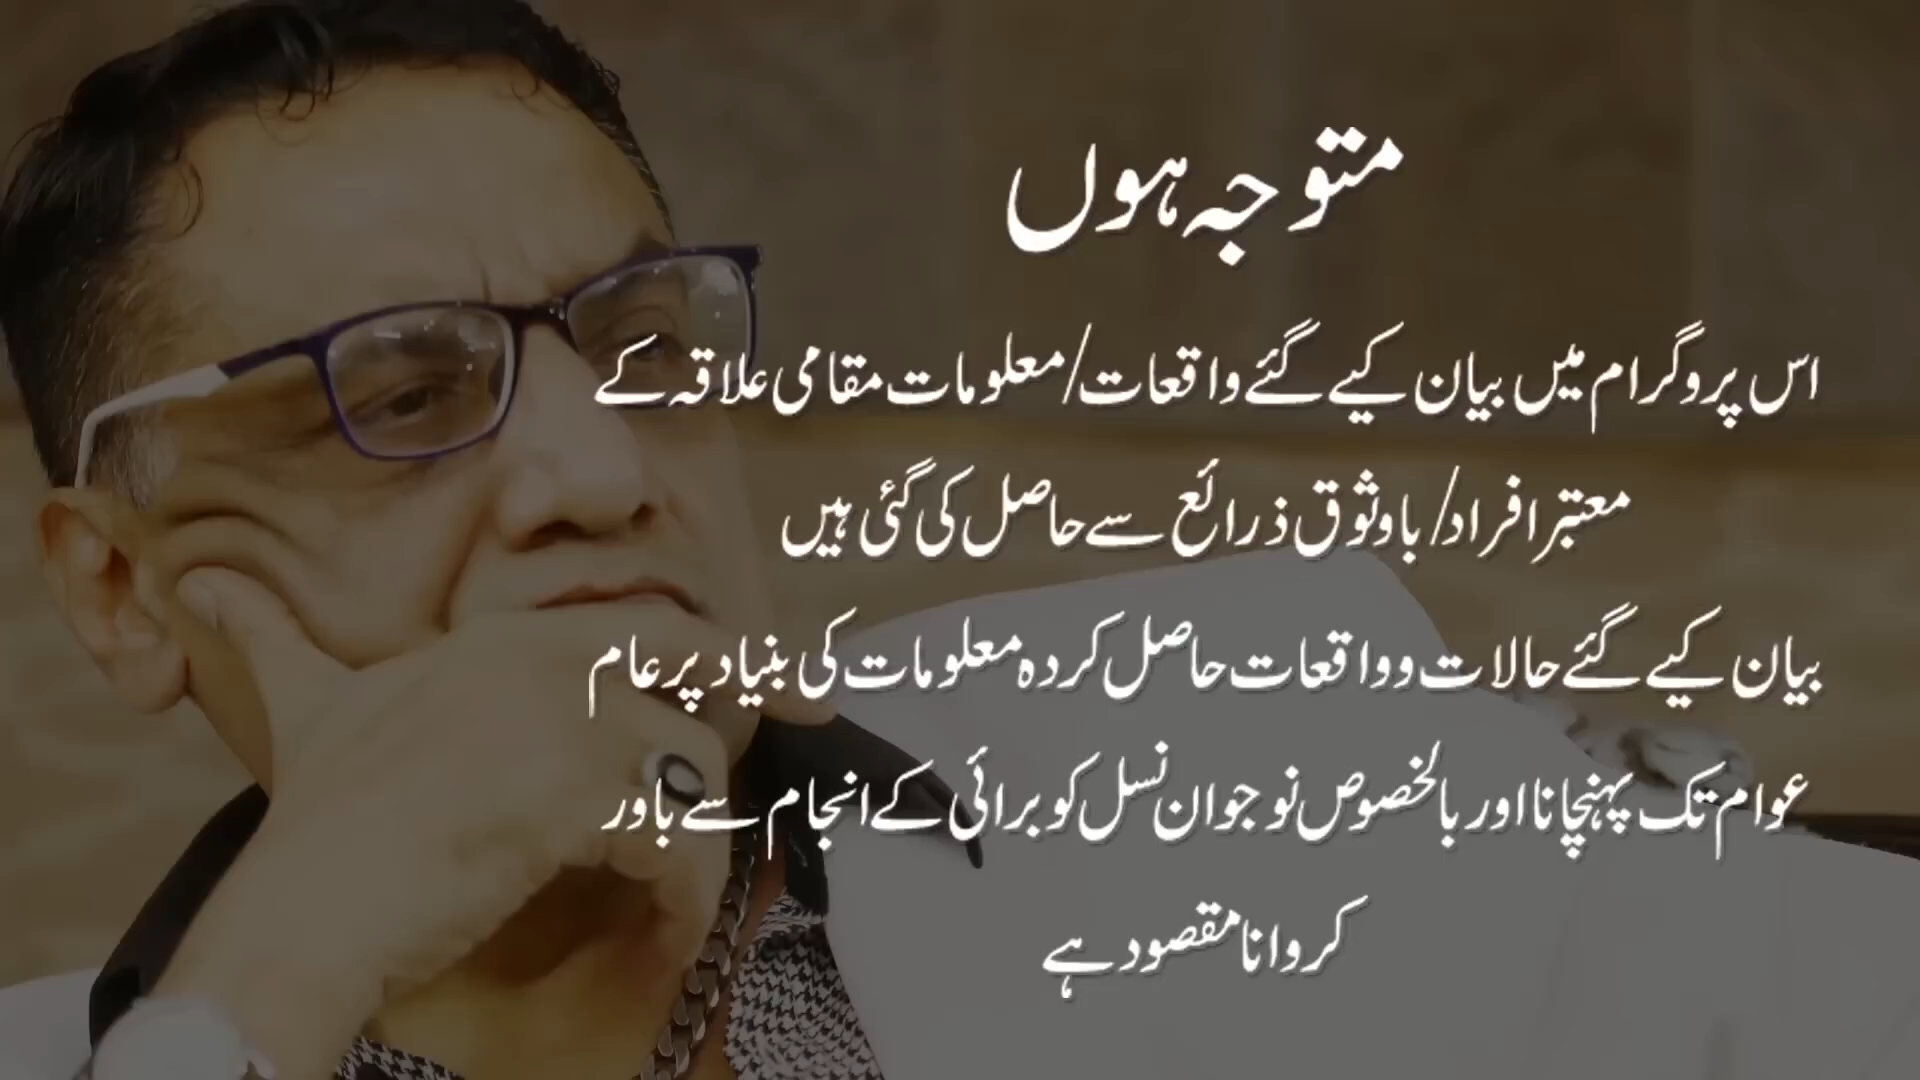 متوجہ ہوں
اس پروگرام میں بیان کیے گئے واقعات/معلومات مقامی علاقہ کے
معتبر افراد/ باوثوق ذرائع سے حاصل کی گئی ہیں
بیان کیے گئے حالات و واقعات حاصل کردہ معلومات کی بنیاد پر عام
عوام تک پہنچانا اور بالخصوص نوجوان نسل کو برائی کے انجام سے باور
کروانا مقصود ہے